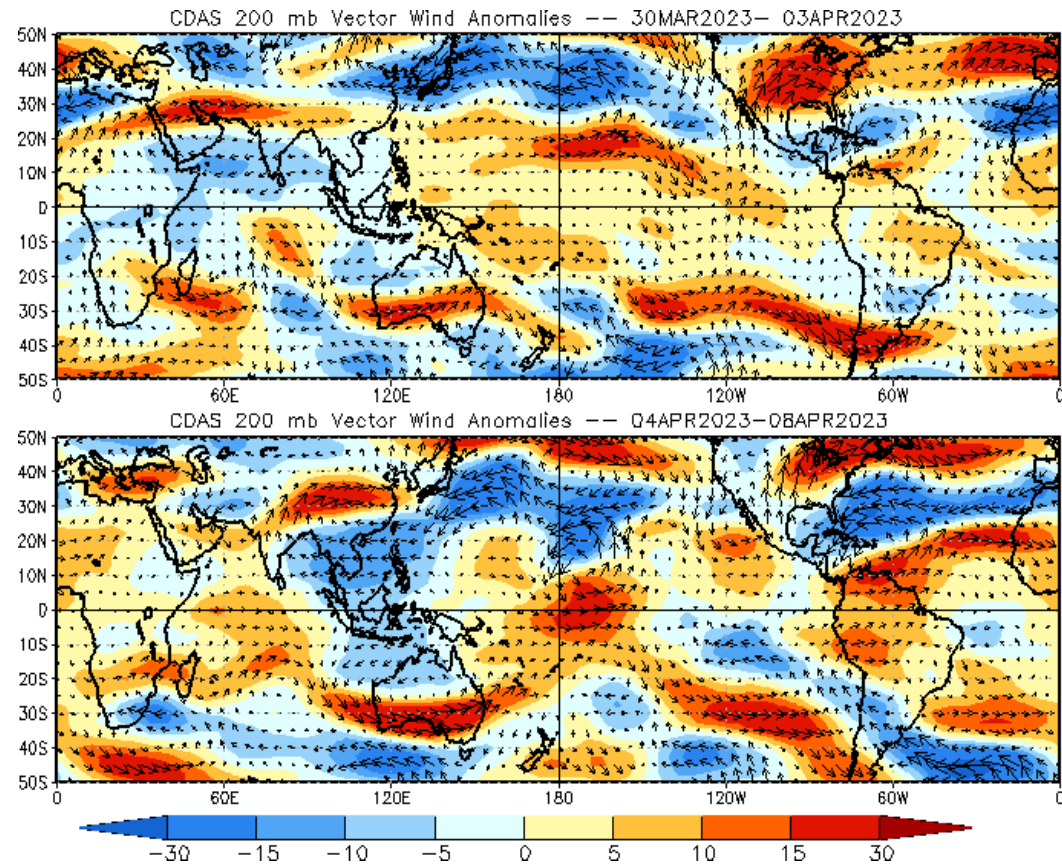 CDAS 200 mb Vector Wind Anomalies -- 30MAR2023- 03APR2023
50N
40N
30N
20N
10N
0
10S
20S
30S
40S
50S
0 60E 120E 180 120W 60W 0
CDAS 200 mb Vector Wind Anomalies -- 04APR2023-08APR2023
50N
40N
30N
20N
10N
0
10S
20S
30S
40S
50S
0 60E 120E 180 120W 60W 0
-30 -15 -10 -5 0 5 10 15 30